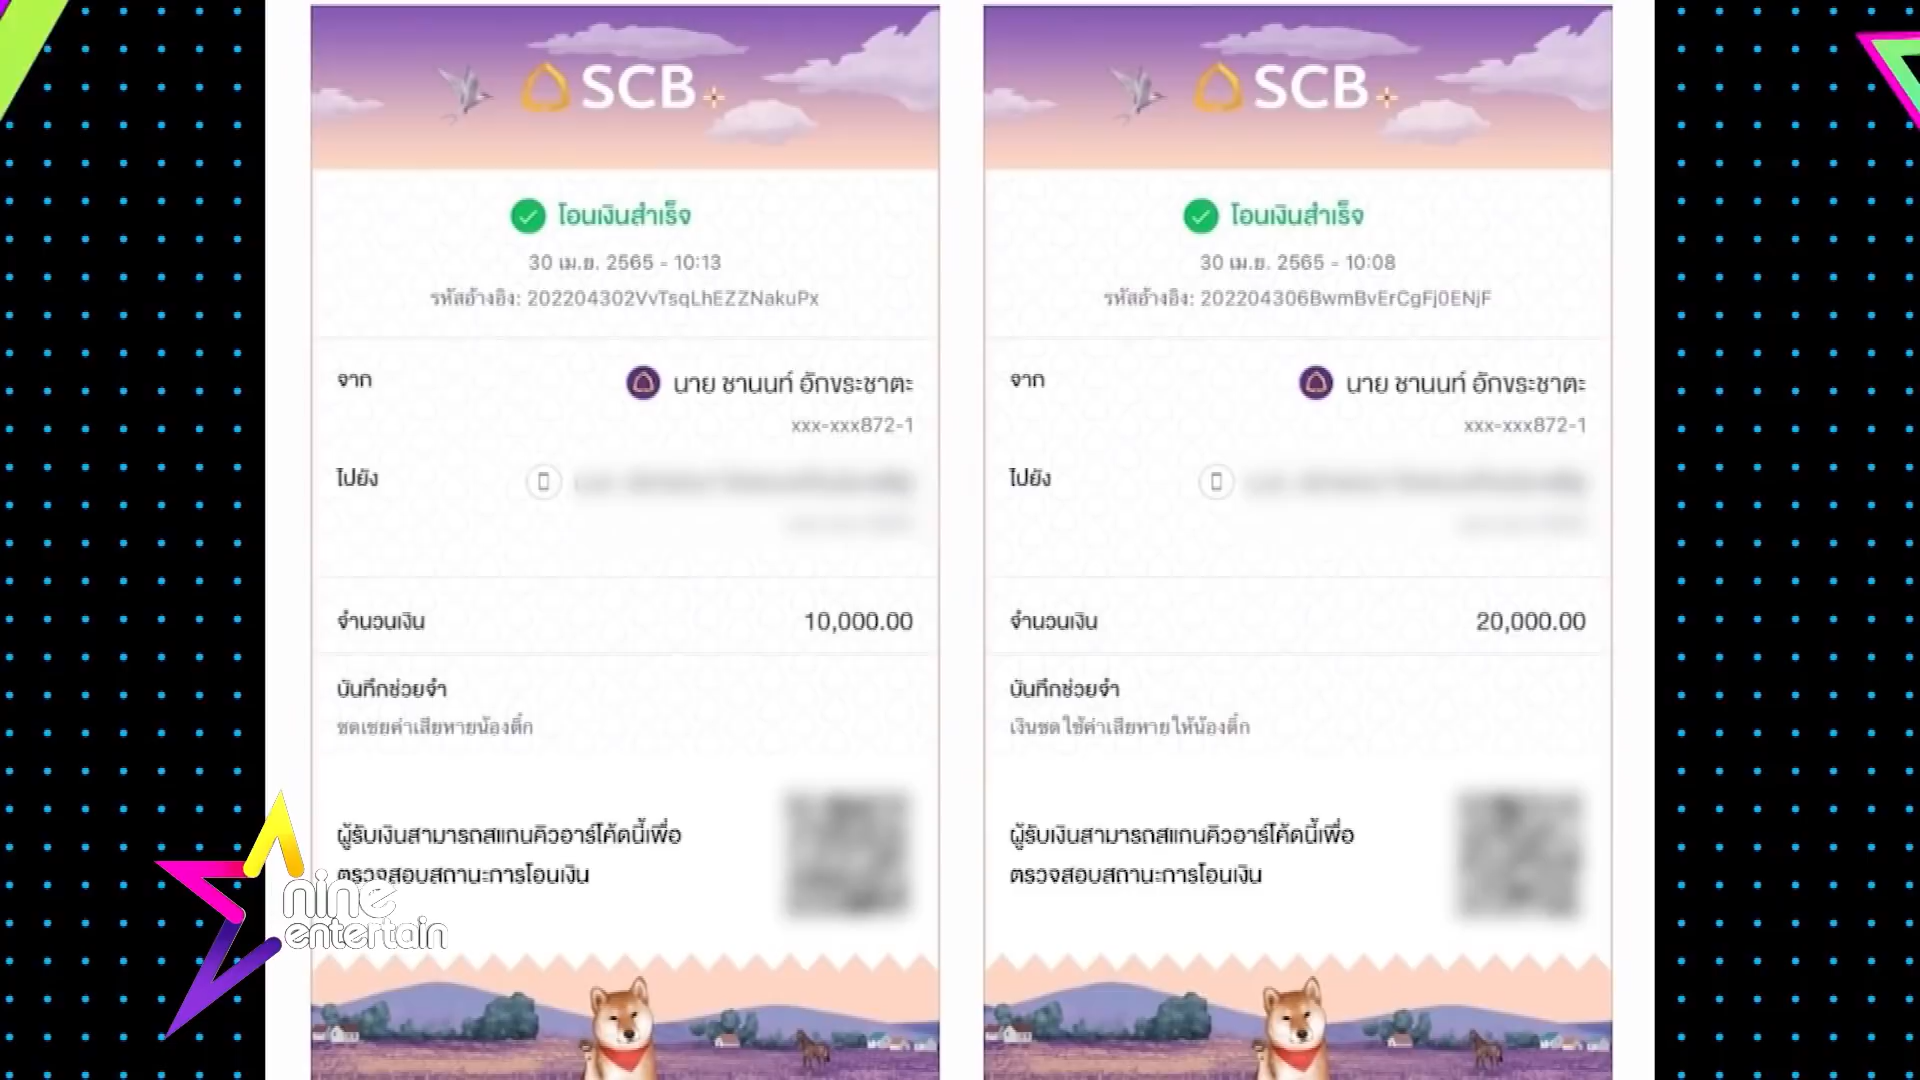 SCB
โอนเงินสำเร็จ
30 เม.ย. 2565 - 10:13
รหัสอ้างอิง: 202204302VvTsqLhEZZNakuPx
จาก
นาย ชานนท์ อักขระชาตะ
xxx-xxx872-1
ไปยัง
จำนวนเงิน
10,000.00
บันทึกช่วยจำ
ชดเชยค่าเสียหายน้องติ๊ก
ผู้รับเงินสามารถสแกนคิวอาร์โค้ดนี้เพื่อ
ตรวจสอบสถานะการโอนเงิน
SCB
โอนเงินสำเร็จ
30 เม.ย. 2565 - 10:08
รหัสอ้างอิง: 202204306BwmBvErCgFj0ENjF
จาก
นาย ชานนท์ อักขระชาตะ
xxx-xxx872-1
ไปยัง
จำนวนเงิน
20,000.00
บันทึกช่วยจำ
เงินชดใช้ค่าเสียหายให้น้องติ๊ก
ผู้รับเงินสามารถสแกนคิวอาร์โค้ดนี้เพื่อ
ตรวจสอบสถานะการโอนเงิน
nine
entertain